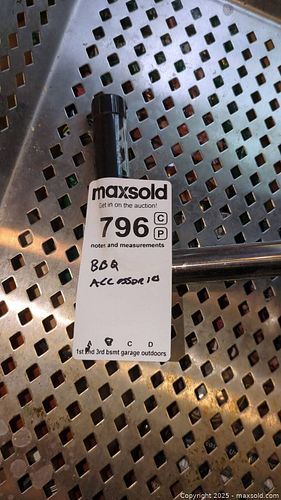 maxsold
Get in on the auction!
796 C
P
notes and measurements
BBQ
ACCESSORIES
A B C D
1st 2nd 3rd bsmt garage outdoors
Copyright 2025 - maxsold.com